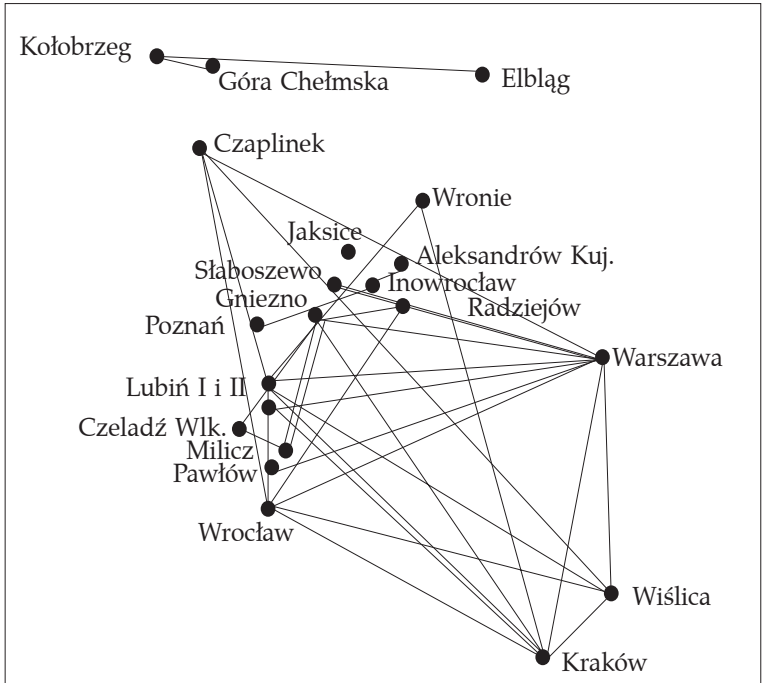 Kołobrzeg
Góra Chełmska
Elbląg
Czaplinek
Wronie
Jaksice
Aleksandrów Kuj.
Słaboszewo
Inowrocław
Gniezno
Radziejów
Poznań
Warszawa
Lubiń I i II
Czeladź Wlk.
Milicz
Pawłów
Wrocław
Wiślica
Kraków